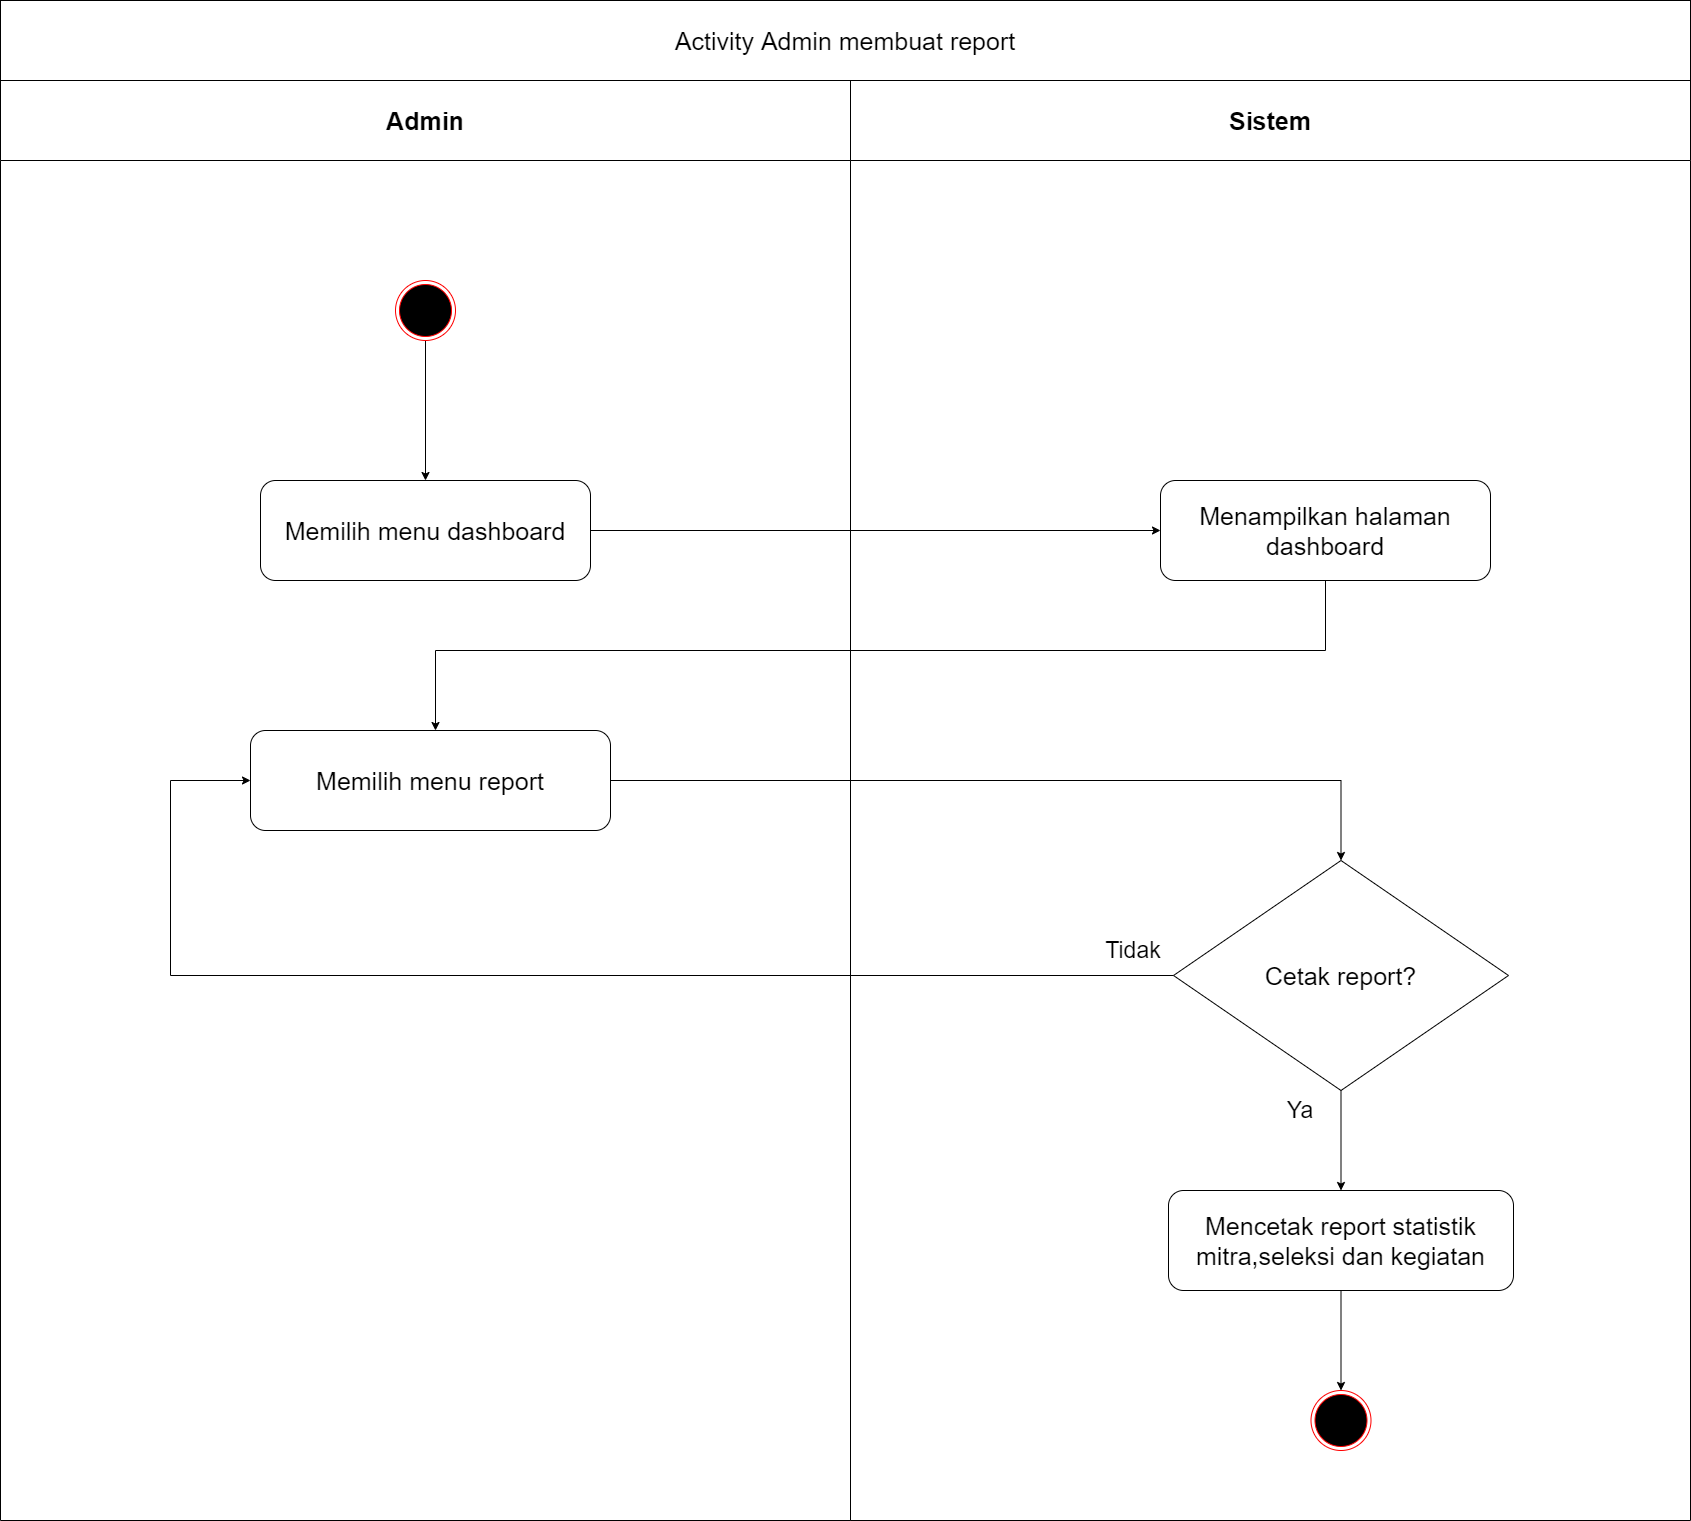 Activity Admin membuat report
Admin
Sistem
Memilih menu dashboard
Menampilkan halaman
dashboard
Memilih menu report
Tidak
Cetak report?
Ya
Mencetak report statistik
mitra,seleksi dan kegiatan